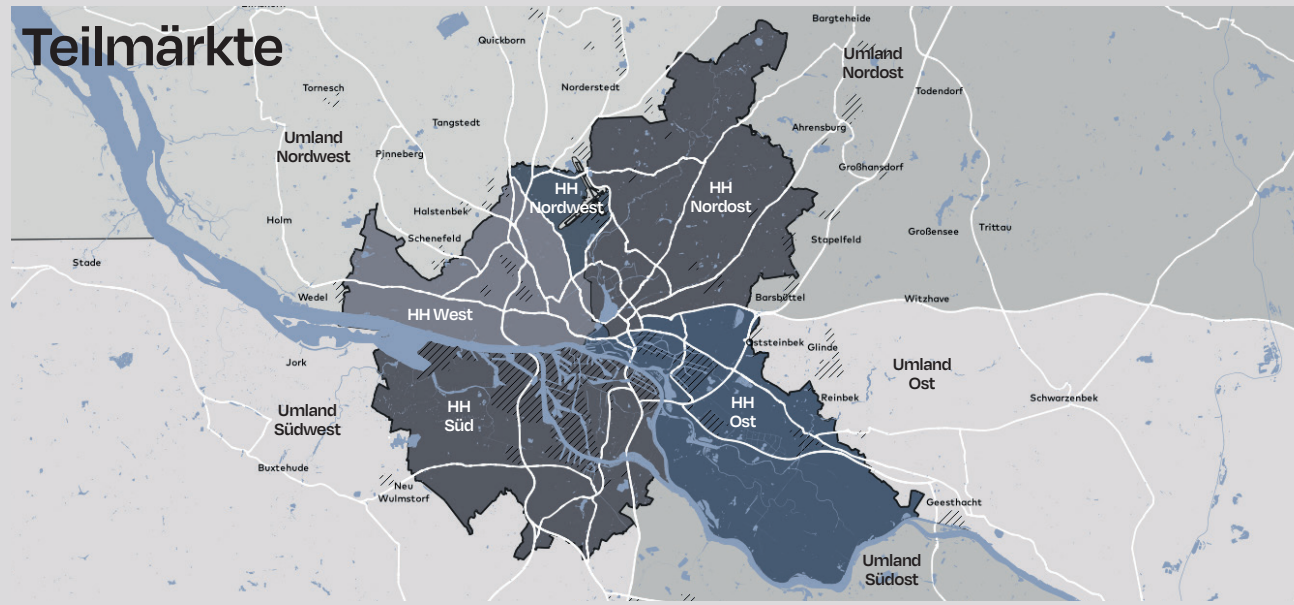 Teilmärkte
Quickborn
Bargteheide
Umland
Nordost
Tornesch
Norderstedt
Todendorf
Tangstedt
Ahrensburg
Umland
Nordwest
Pinneberg
Großhansdorf
HH
Nordwest
HH
Nordost
Halstenbek
Holm
Schenefeld
Stapelfeld
Großensee
Trittau
Stade
Wedel
Barsbüttel
Witzhave
HH West
Oststeinbek
Glinde
Jork
Umland
Ost
Reinbek
Schwarzenbek
Umland
Südwest
HH
Süd
HH
Ost
Buxtehude
Neu
Wulmstorf
Geesthacht
Umland
Südost